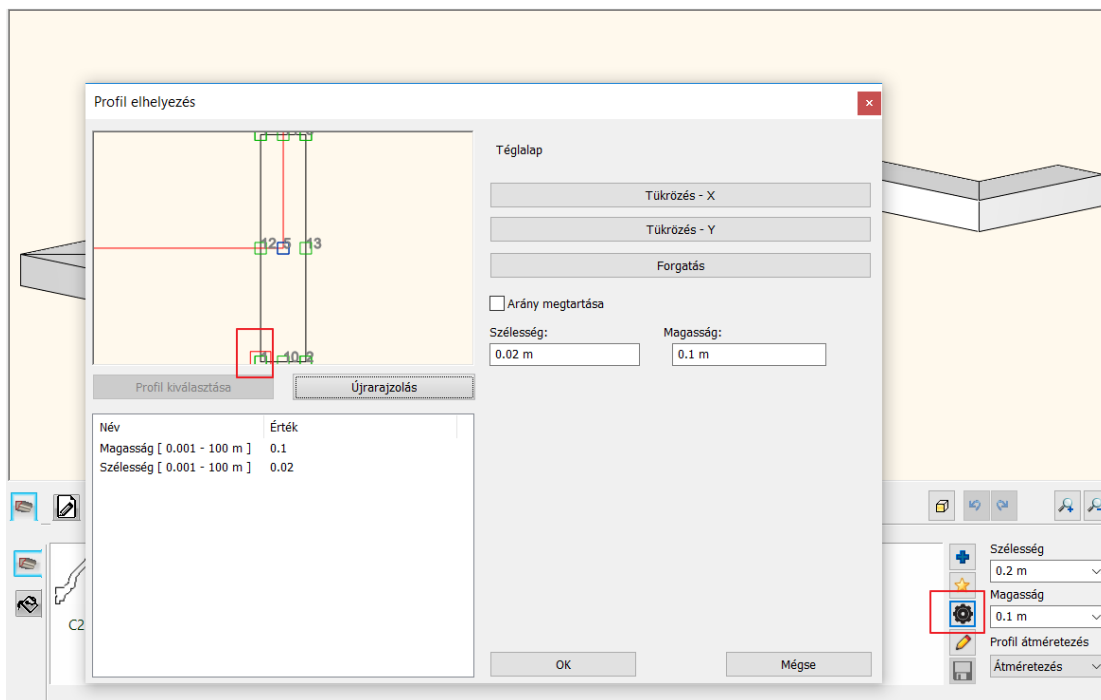 Profil elhelyezés
12 5 13
1 10 2
Téglalap
Tükrözés - X
Tükrözés - Y
Forgatás
Arány megtartása
Szélesség: Magasság:
0.02 m 0.1 m
Profil kiválasztása Újrarajzolás
Név Érték
Magasság [ 0.001 - 100 m ] 0.1
Szélesség [ 0.001 - 100 m ] 0.02
OK Mégse
C2
Szélesség
0.2 m
Magasság
0.1 m
Profil átméretezés
Átméretezés